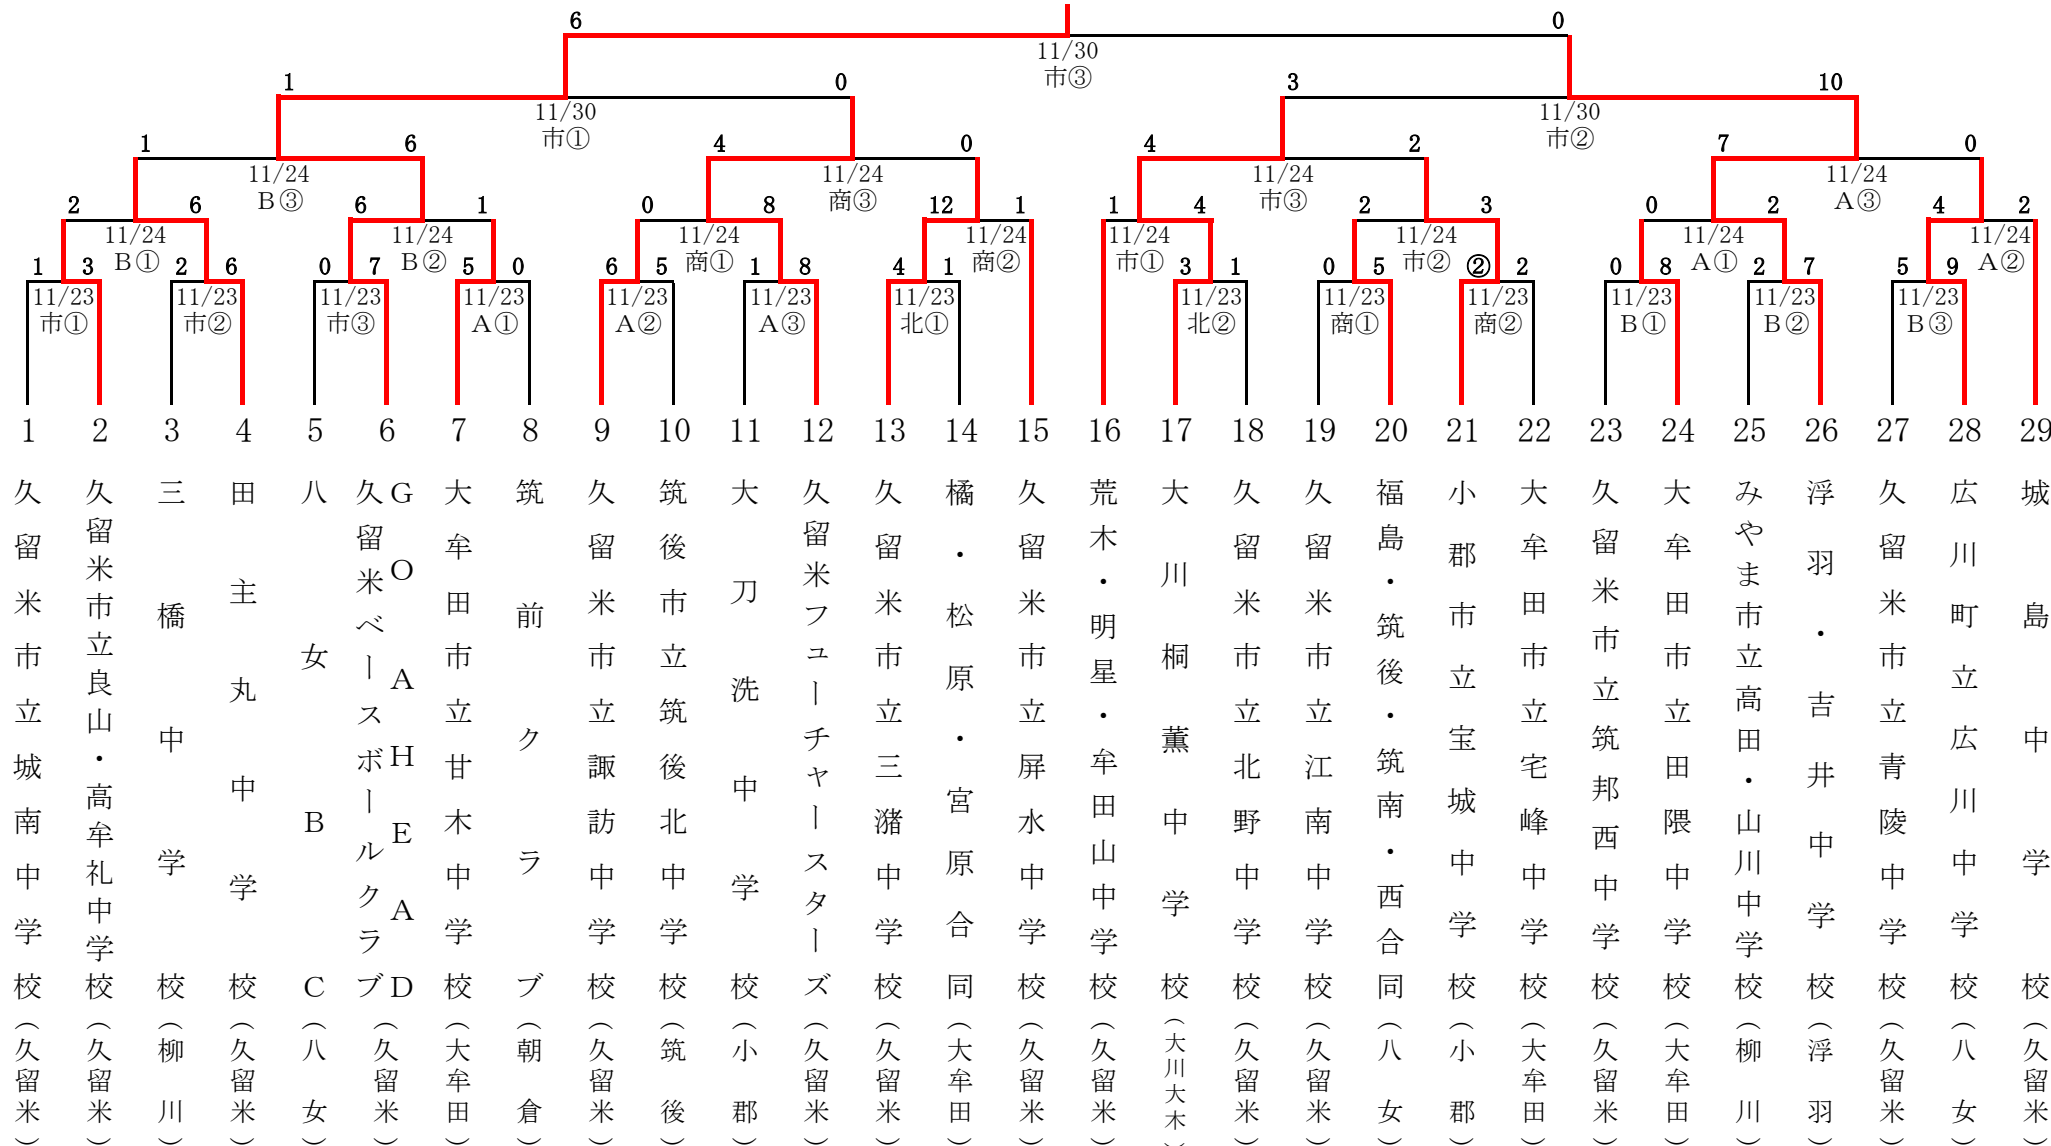 6 0
11/30
市③
1 0 3 10
11/30 11/30
市① 市②
1 6 4 0 4 2 7 0
11/24 11/24 11/24 11/24
B③ 商③ 市③ A③
2 6 6 1 0 8 12 1 1 4 2 3 0 2 4 2
11/24 11/24 11/24 11/24 11/24 11/24 11/24 11/24
B① B② 商① 商② 市① 市② A① A②
1 3 2 6 0 7 5 0 6 5 1 8 4 1 3 1 0 5 ② 2 0 8 2 7 5 9
11/23 11/23 11/23 11/23 11/23 11/23 11/23 11/23 11/23 11/23 11/23 11/23 11/23
市① 市② 市③ A① A② A③ 北① 北② 商① 商② B① B② B③
1 2 3 4 5 6 7 8 9 10 11 12 13 14 15 16 17 18 19 20 21 22 23 24 25 26 27 28 29
久留米市立城南中学校(久留米)
久留米市立良山・高牟礼中学校(久留米)
三橋中学校(柳川)
田主丸中学校(久留米)
八女BC(八女)
GO AHEAD
久留米ベースボールクラブ(久留米)
大牟田市立甘木中学校(大牟田)
筑前クラブ(朝倉)
久留米市立諏訪中学校(久留米)
筑後市立筑後北中学校(筑後)
大刀洗中学校(小郡)
久留米フューチャースターズ(久留米)
久留米市立三潴中学校(久留米)
橘・松原・宮原合同(大牟田)
久留米市立屏水中学校(久留米)
荒木・明星・牟田山中学校(久留米)
大川桐薫中学校(大川大木)
久留米市立北野中学校(久留米)
久留米市立江南中学校(久留米)
福島・筑後・筑南・西合同(八女)
小郡市立宝城中学校(小郡)
大牟田市立宅峰中学校(大牟田)
久留米市立筑邦西中学校(久留米)
大牟田市立田隈中学校(大牟田)
みやま市立高田・山川中学校(柳川)
浮羽・吉井中学校(浮羽)
久留米市立青陵中学校(久留米)
広川町立広川中学校(八女)
城島中学校(久留米)